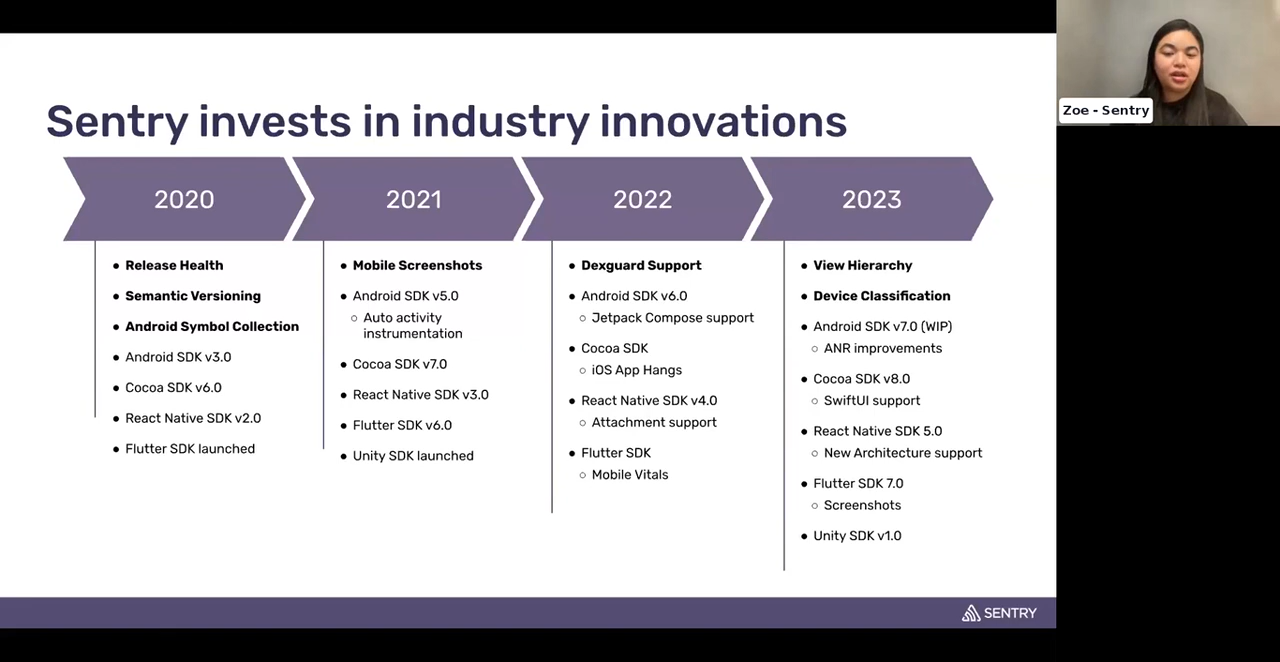 Sentry invests in industry innovations
Zoe - Sentry
2020
2021
2022
2023
• Release Health
• Semantic Versioning
• Android Symbol Collection
• Android SDK v3.0
• Cocoa SDK v6.0
• React Native SDK v2.0
• Flutter SDK launched
• Mobile Screenshots
• Android SDK v5.0
○ Auto activity
instrumentation
• Cocoa SDK v7.0
• React Native SDK v3.0
• Flutter SDK v6.0
• Unity SDK launched
• Dexguard Support
• Android SDK v6.0
○ Jetpack Compose support
• Cocoa SDK
○ iOS App Hangs
• React Native SDK v4.0
○ Attachment support
• Flutter SDK
○ Mobile Vitals
• View Hierarchy
• Device Classification
• Android SDK v7.0 (WIP)
○ ANR improvements
• Cocoa SDK v8.0
○ SwiftUI support
• React Native SDK 5.0
○ New Architecture support
• Flutter SDK 7.0
○ Screenshots
• Unity SDK v1.0
SENTRY